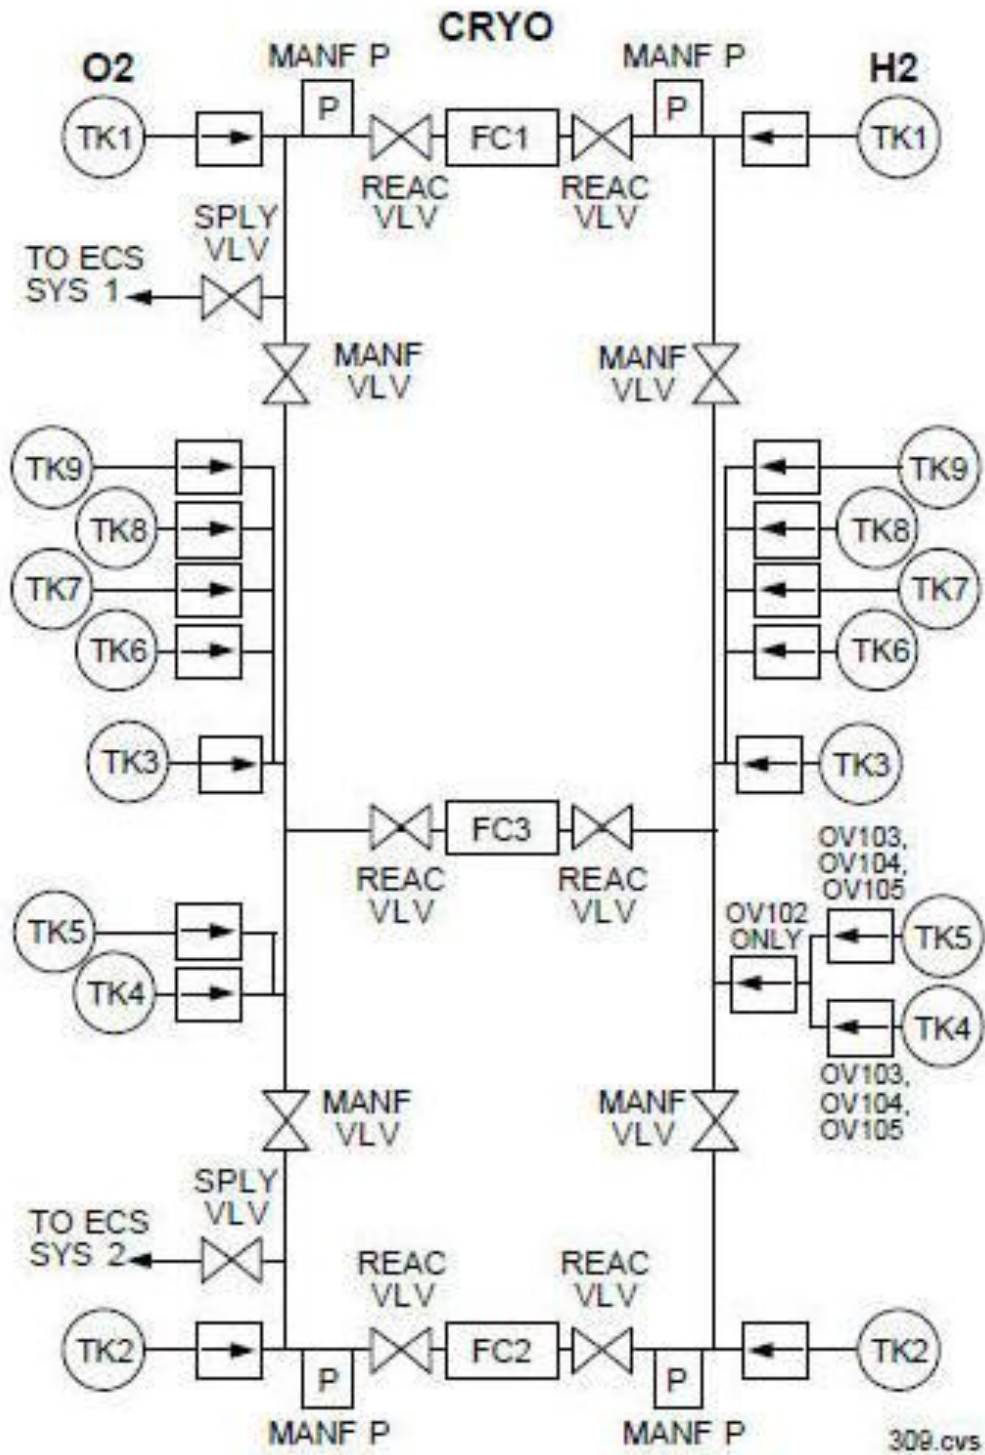 CRYO
O2
MANF P
MANF P
H2
TK1
P
FC1
P
TK1
REAC
VLV
REAC
VLV
SPLY
VLV
TO ECS
SYS 1
MANF
VLV
MANF
VLV
TK9
TK9
TK8
TK8
TK7
TK7
TK6
TK6
TK3
TK3
FC3
REAC
VLV
REAC
VLV
OV103,
OV104,
OV105
OV102
ONLY
TK5
TK5
TK4
TK4
OV103,
OV104,
OV105
MANF
VLV
MANF
VLV
SPLY
VLV
TO ECS
SYS 2
REAC
VLV
REAC
VLV
TK2
FC2
TK2
P
P
MANF P
MANF P
309.cvs